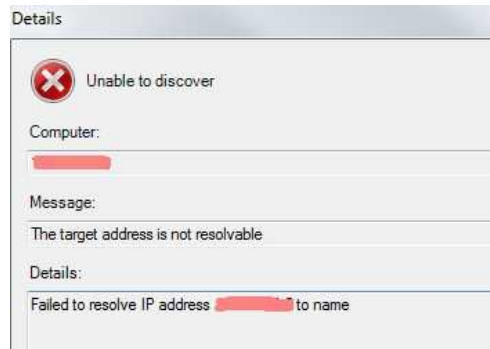 Details
Unable to discover
Computer:
Message:
The target address is not resolvable
Details:
Failed to resolve IP address to name